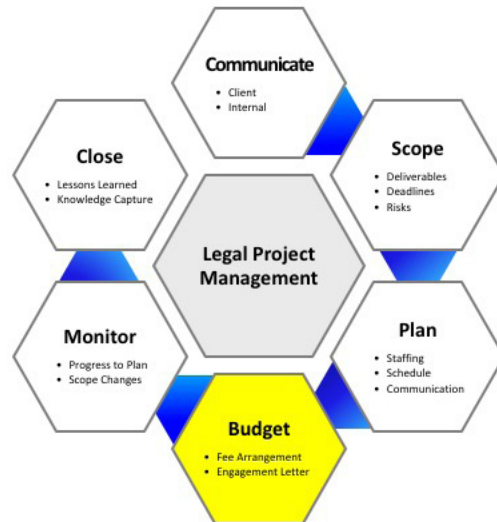 Communicate
• Client
• Internal
Scope
• Deliverables
• Deadlines
• Risks
Plan
• Staffing
• Schedule
• Communication
Budget
• Fee Arrangement
• Engagement Letter
Monitor
• Progress to Plan
• Scope Changes
Close
• Lessons Learned
• Knowledge Capture
Legal Project
Management